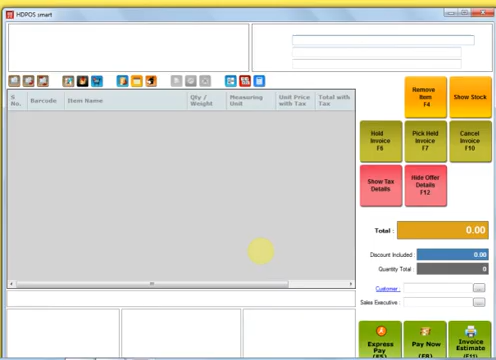 HDPOS smart
Remove
Item
F4
Show Stock
S
No.
Barcode
Item Name
Qty /
Weight
Measuring
Unit
Unit Price
with Tax
Total with
Tax
Hold
Invoice
F6
Pick Held
Invoice
F7
Cancel
Invoice
F10
Show Tax
Details
Hide Offer
Details
F12
Total : 0.00
Discount Included : 0.00
Quantity Total : 0
Customer :
Sales Executive :
Express
Pay
(F5)
Pay Now
(F8)
Invoice
Estimate
(F11)